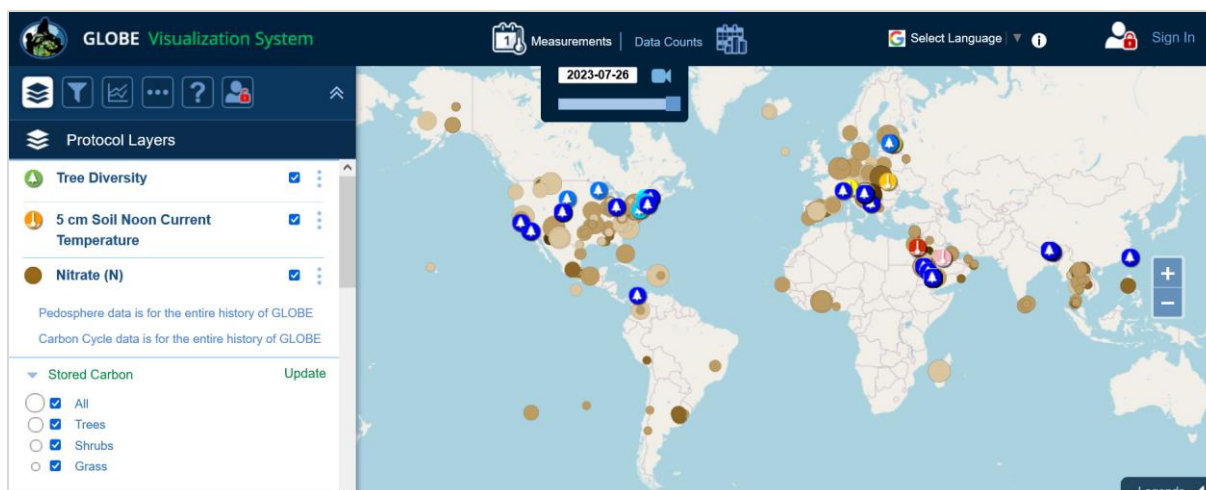 GLOBE Visualization System
1 Measurements | Data Counts
Select Language ▼
Sign In
2023-07-26
?
Protocol Layers
Tree Diversity
5 cm Soil Noon Current
Temperature
Nitrate (N)
Pedosphere data is for the entire history of GLOBE
Carbon Cycle data is for the entire history of GLOBE
Stored Carbon Update
All
Trees
Shrubs
Grass
+
−